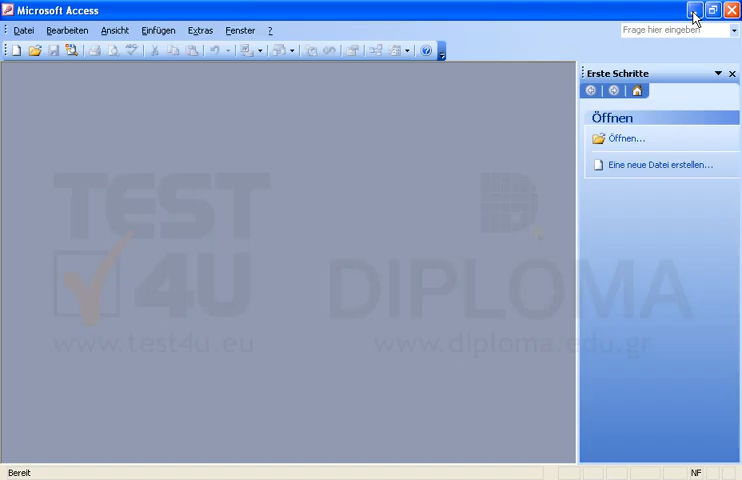 Microsoft Access
Datei Bearbeiten Ansicht Einfügen Extras Fenster ? Frage hier eingeben
Erste Schritte
Öffnen
Öffnen...
Eine neue Datei erstellen...
TEST
4U DIPLOMA
www.test4u.eu www.diploma.edu.gr
Bereit NF